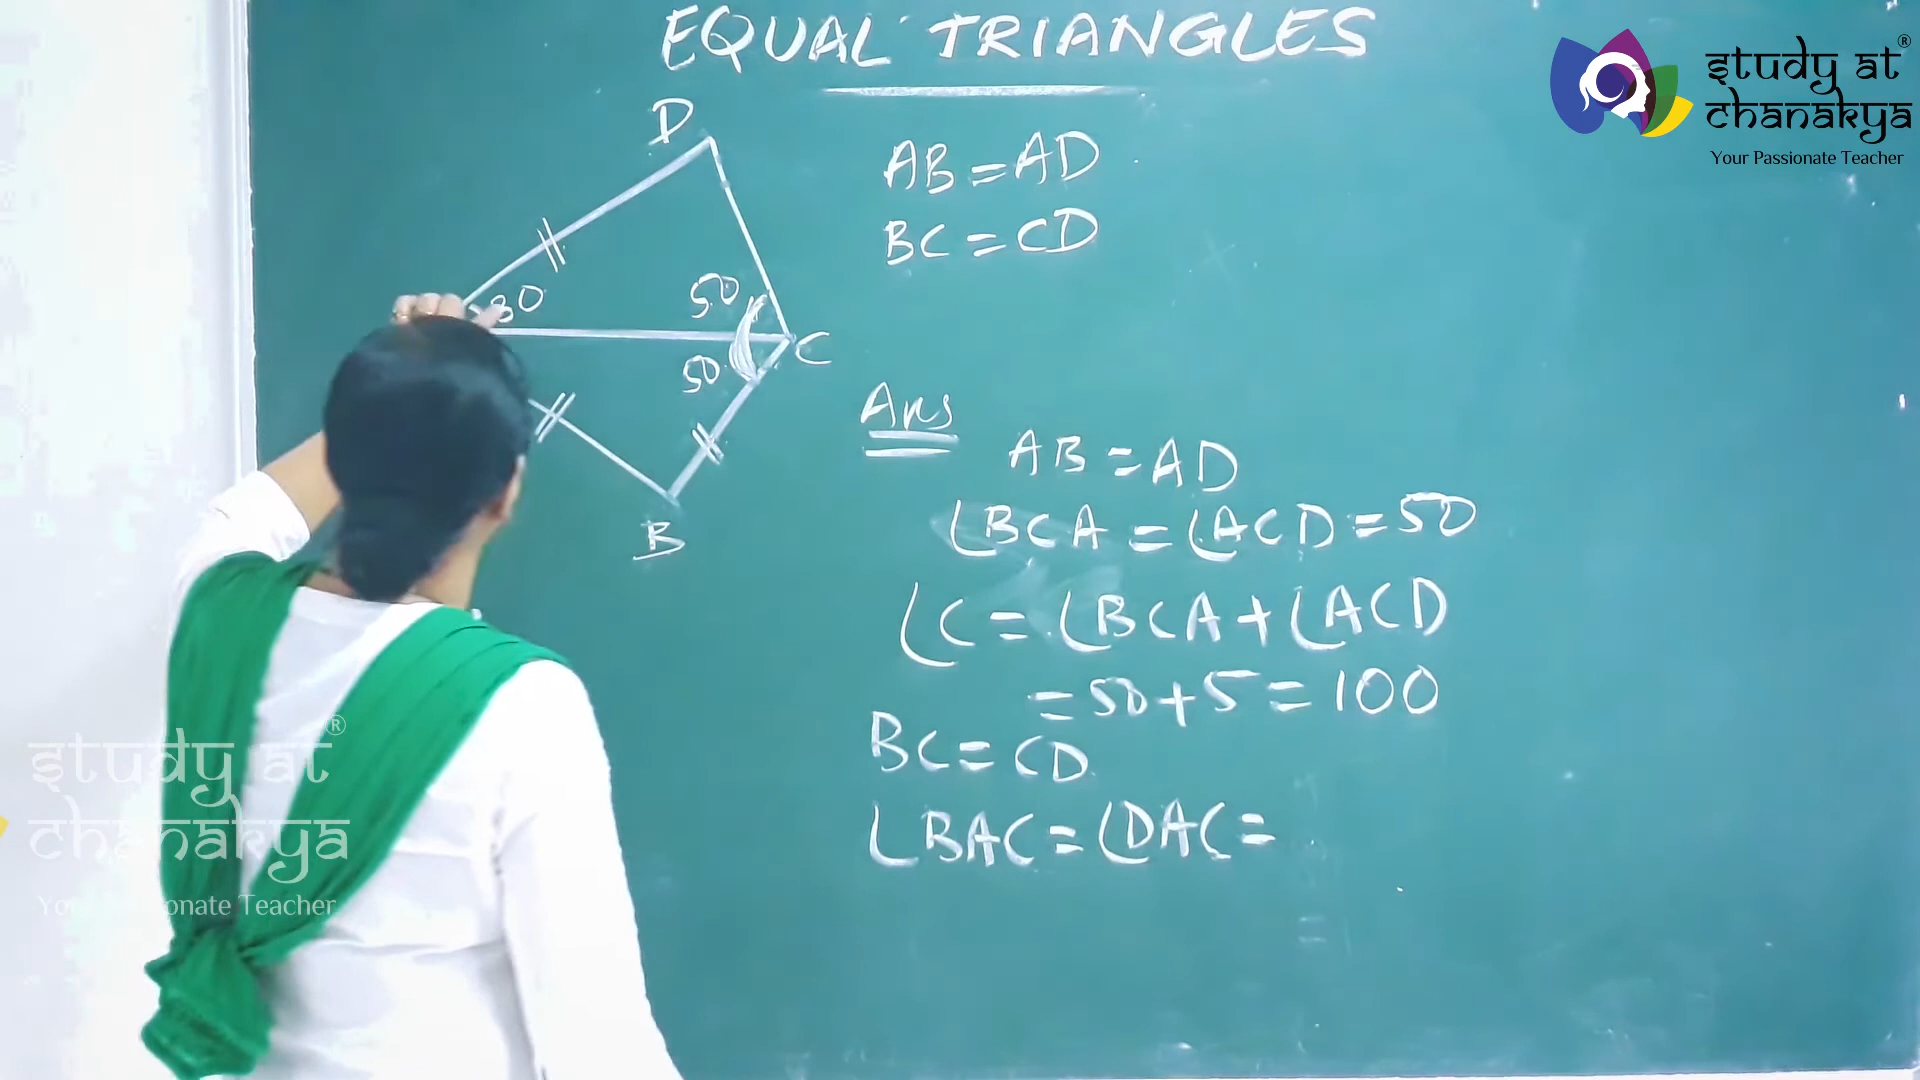 EQUAL TRIANGLES
study at®
chanakya
Your Passionate Teacher
D
AB = AD
BC = CD
30
50
C
50
B
Ans
AB = AD
∠BCA = ∠ACD = 50
∠C = ∠BCA + ∠ACD
= 50 + 5 = 100
BC = CD
∠BAC = ∠DAC =
study at®
chanakya
Teacher